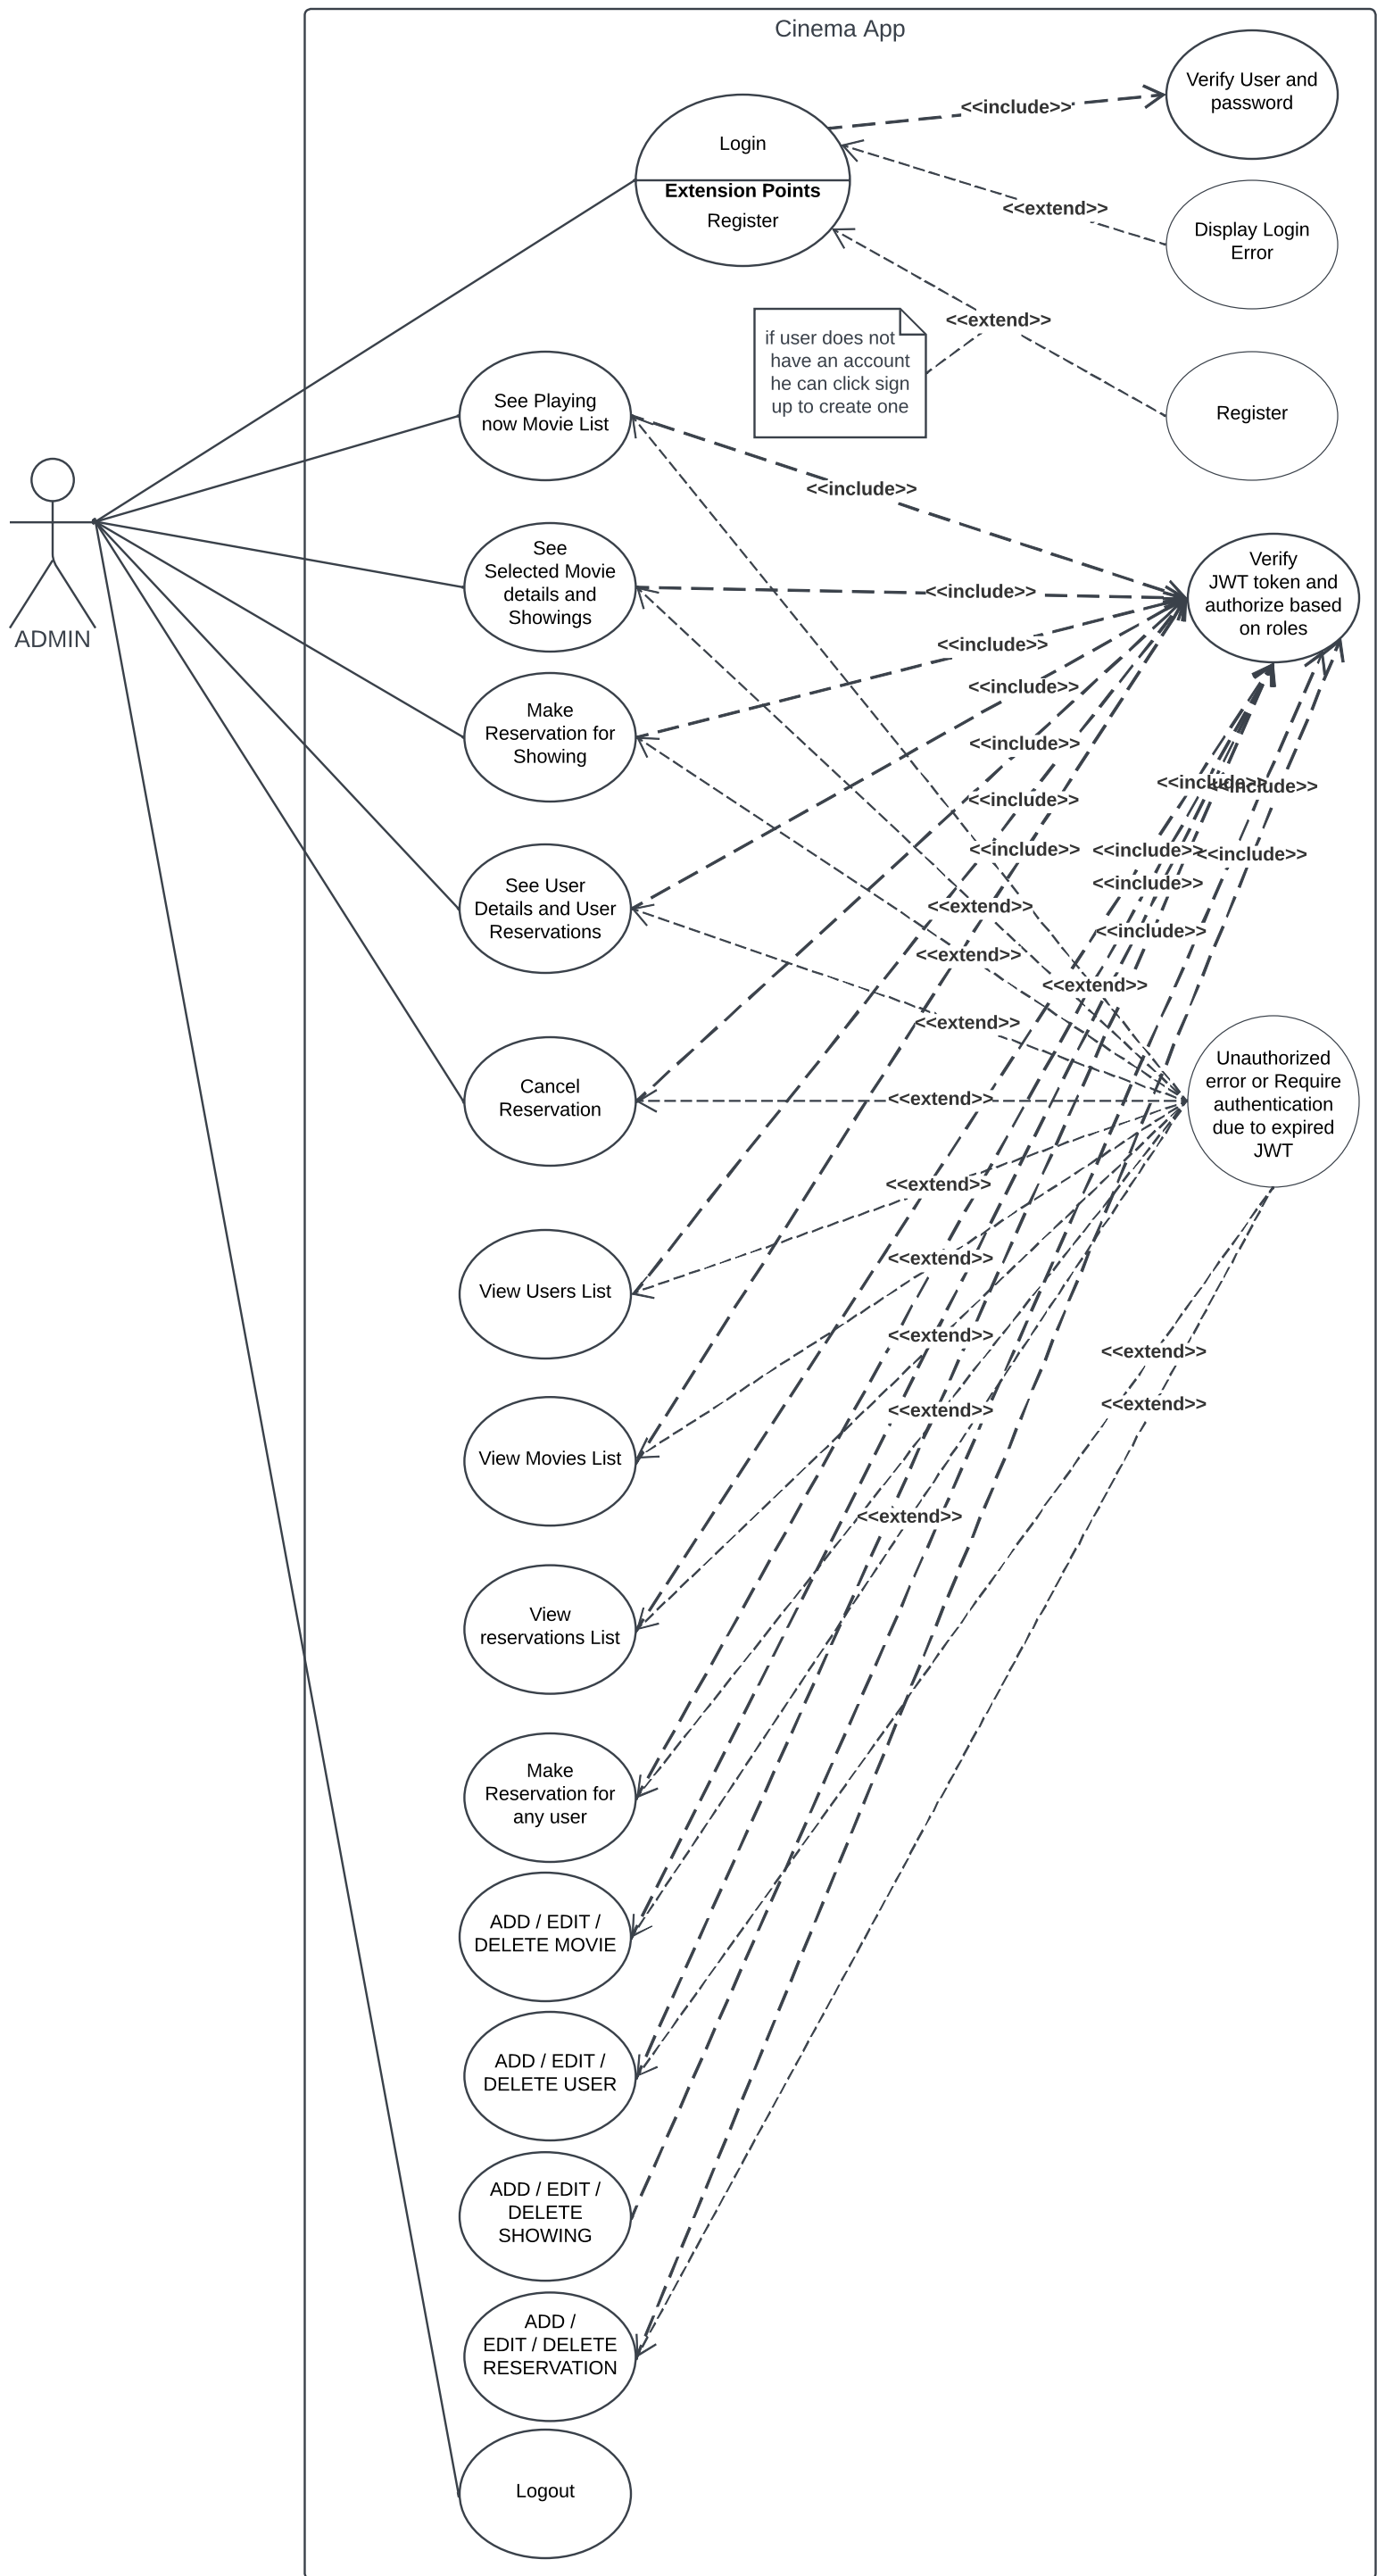 Cinema App
Verify User and
password
<<include>>
Login
Extension Points
Register
<<extend>>
Display Login
Error
<<extend>>
if user does not
have an account
he can click sign
up to create one
Register
See Playing
now Movie List
<<include>>
ADMIN
See
Selected Movie
details and
Showings
<<include>>
Verify
JWT token and
authorize based
on roles
<<include>>
Make
Reservation for
Showing
<<include>>
<<include>>
<<include>>
<<include>>
<<include>>
<<include>>
<<include>>
<<include>>
<<include>>
<<include>>
See User
Details and User
Reservations
<<extend>>
<<extend>>
<<extend>>
<<extend>>
Cancel
Reservation
<<extend>>
Unauthorized
error or Require
authentication
due to expired
JWT
<<extend>>
View Users List
<<extend>>
<<extend>>
<<extend>>
<<extend>>
<<extend>>
View Movies List
<<extend>>
View
reservations List
Make
Reservation for
any user
ADD / EDIT /
DELETE MOVIE
ADD / EDIT /
DELETE USER
ADD / EDIT /
DELETE
SHOWING
ADD /
EDIT / DELETE
RESERVATION
Logout